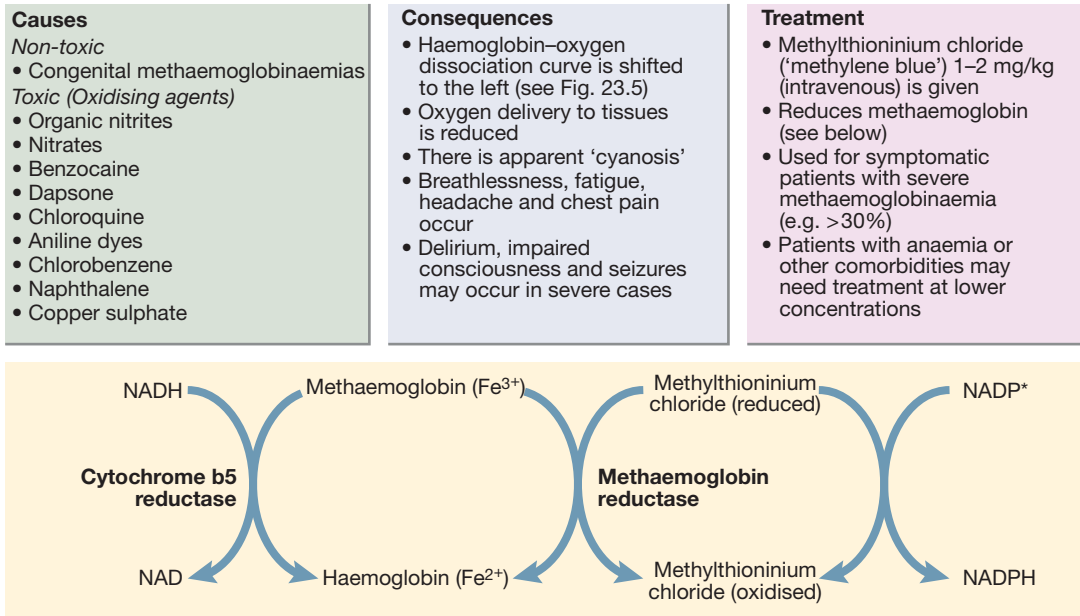 Causes
Non-toxic
• Congenital methaemoglobinaemias
Toxic (Oxidising agents)
• Organic nitrites
• Nitrates
• Benzocaine
• Dapsone
• Chloroquine
• Aniline dyes
• Chlorobenzene
• Naphthalene
• Copper sulphate
Consequences
• Haemoglobin–oxygen
dissociation curve is shifted
to the left (see Fig. 23.5)
• Oxygen delivery to tissues
is reduced
• There is apparent ‘cyanosis’
• Breathlessness, fatigue,
headache and chest pain
occur
• Delirium, impaired
consciousness and seizures
may occur in severe cases
Treatment
• Methylthioninium chloride
(‘methylene blue’) 1–2 mg/kg
(intravenous) is given
• Reduces methaemoglobin
(see below)
• Used for symptomatic
patients with severe
methaemoglobinaemia
(e.g. >30%)
• Patients with anaemia or
other comorbidities may
need treatment at lower
concentrations
NADH
Methaemoglobin (Fe³⁺)
Methylthioninium
chloride (reduced)
NADP*
Cytochrome b5
reductase
Methaemoglobin
reductase
NAD
Haemoglobin (Fe²⁺)
Methylthioninium
chloride (oxidised)
NADPH